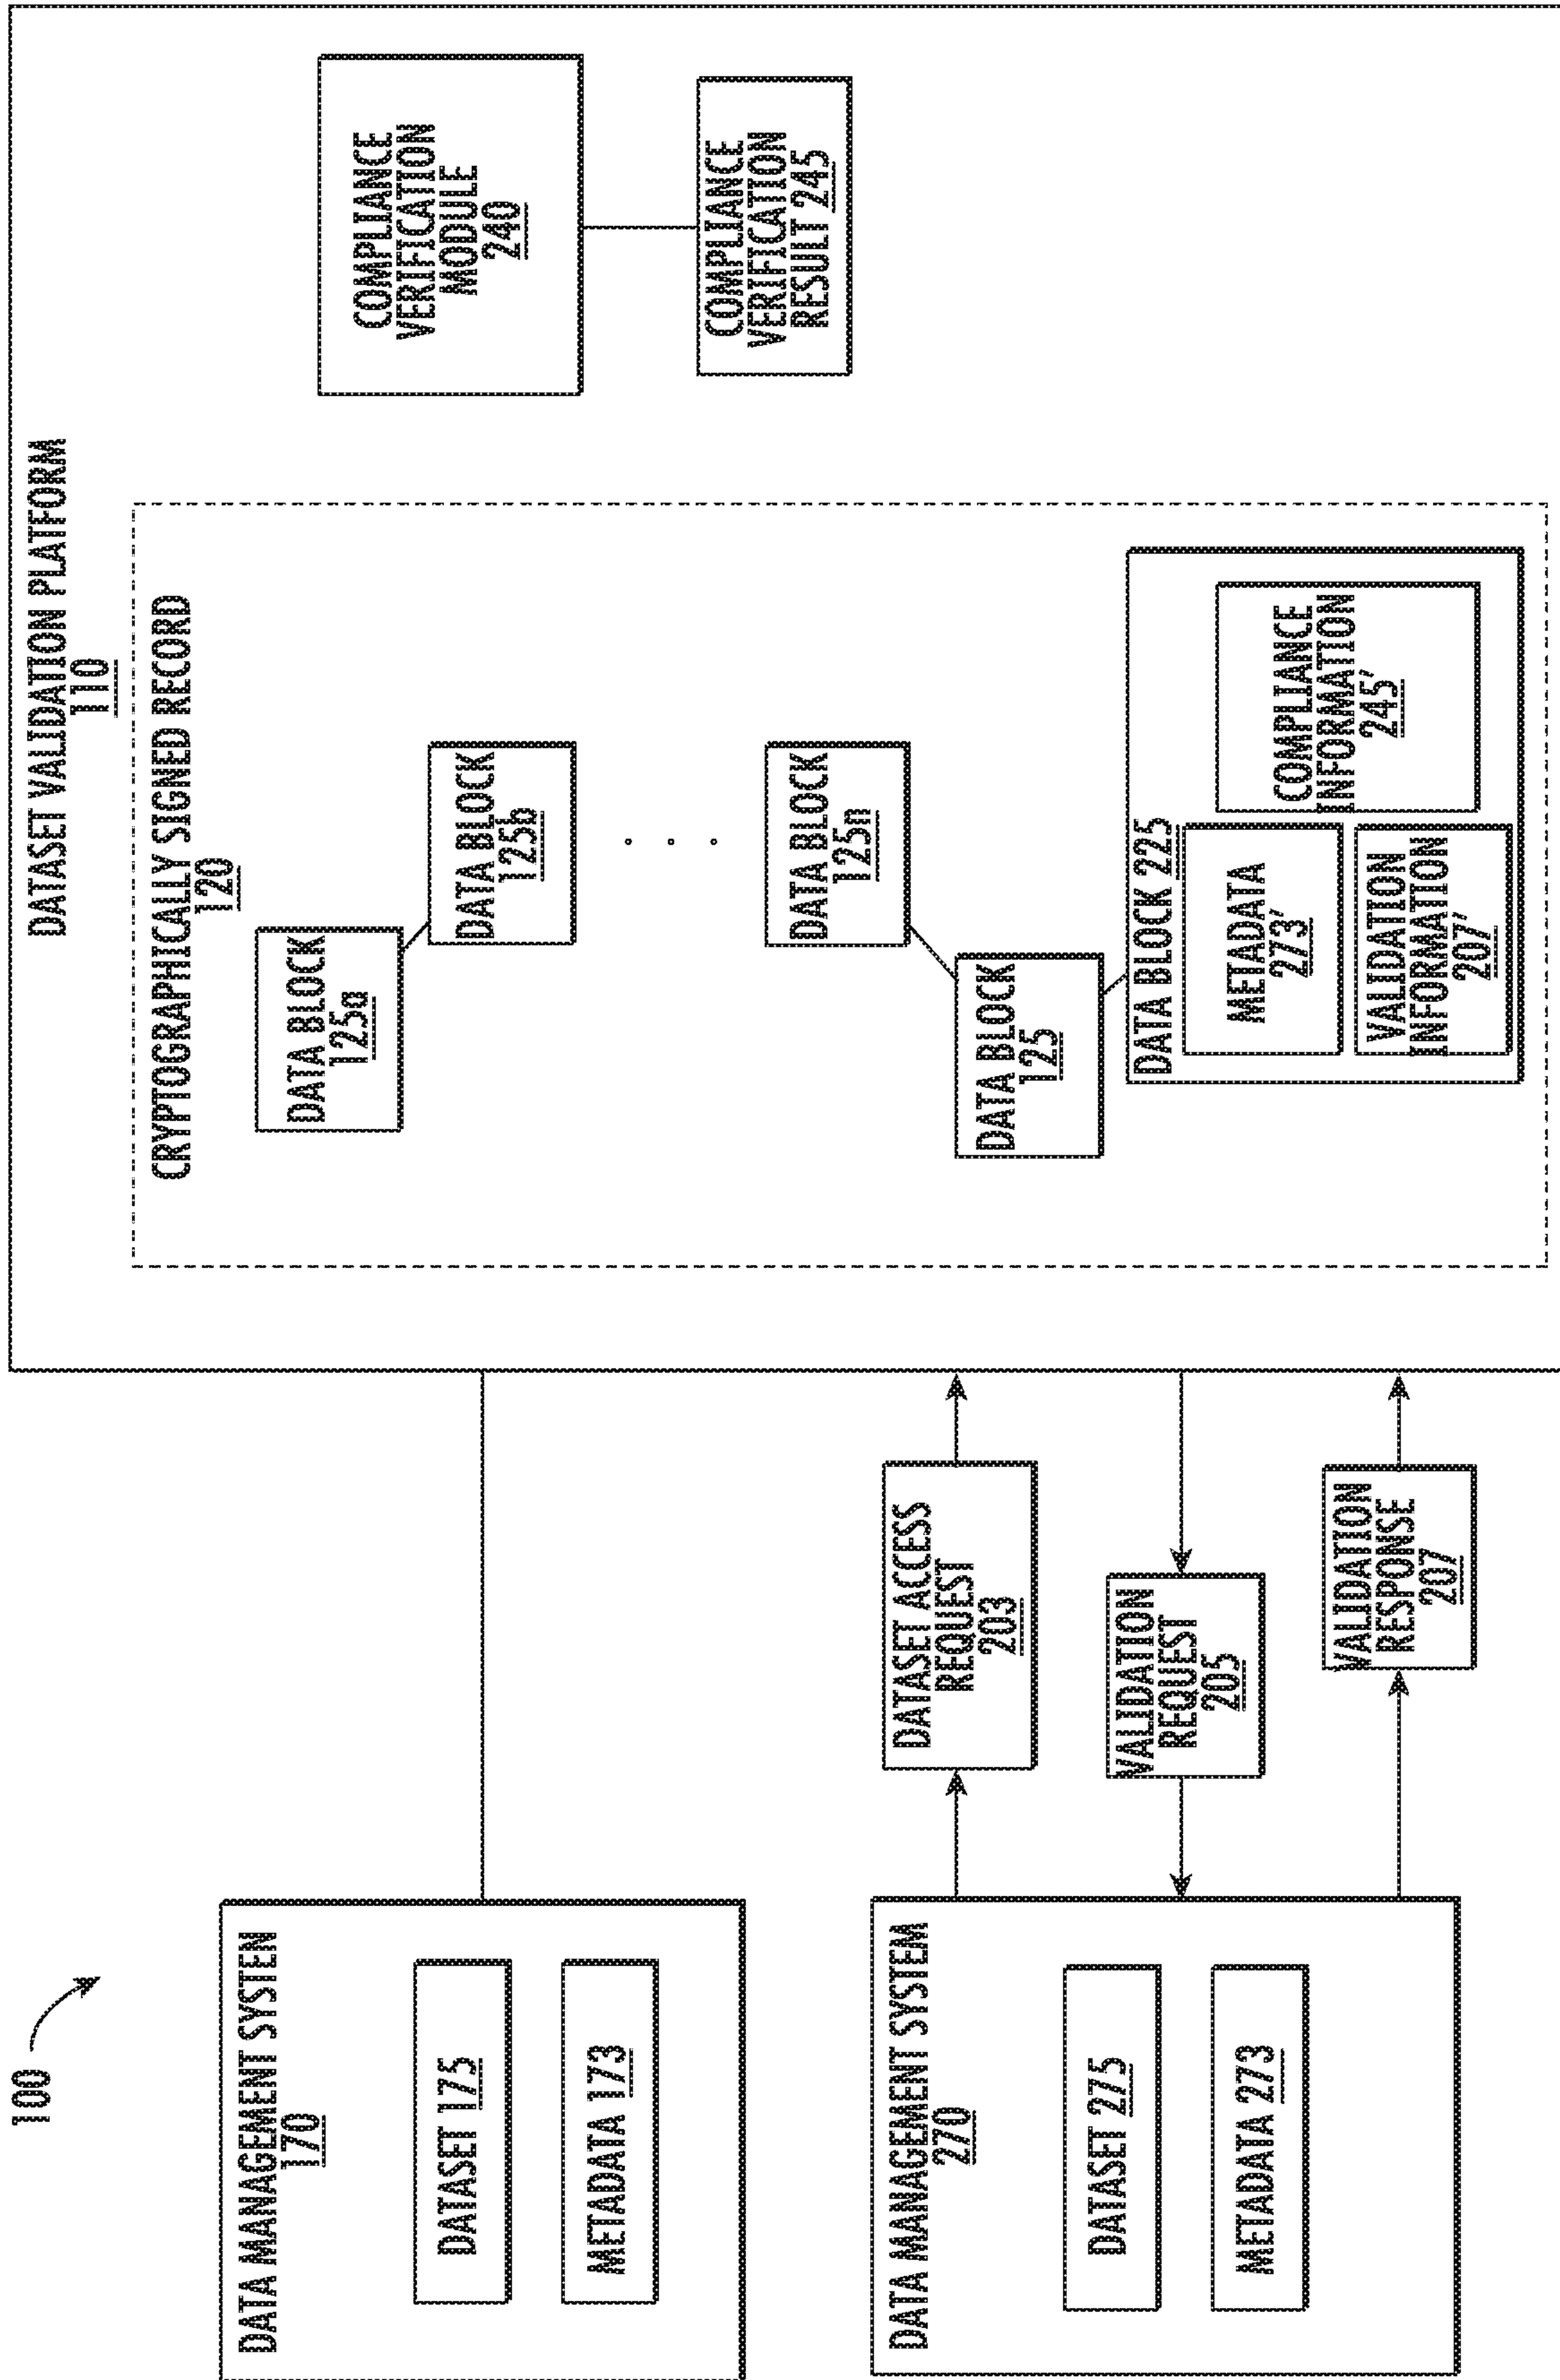 100
DATA MANAGEMENT SYSTEN
170
DATASET 175
METADATA 173
DATA MANAGEMENT SYSTEM
270
DATASET 275
METADATA 273
DATASET ACCESS
REQUEST
203
VALIDATION
REQUEST
205
VALIDATION
RESPONSE
207
DATASET VALIDATION PLATFORM
110
CRYPTOGRAPHICALLY SIGNED RECORD
120
DATA BLOCK
125a
DATA BLOCK
125b
. . .
DATA BLOCK
125n
DATA BLOCK
125
DATA BLOCK 225
METADATA
273'
VALIDATION
INFORMATION
207'
COMPLIANCE
INFORMATION
245'
COMPLIANCE
VERIFICATION
MODULE
240
COMPLIANCE
VERIFICATION
RESULT 245